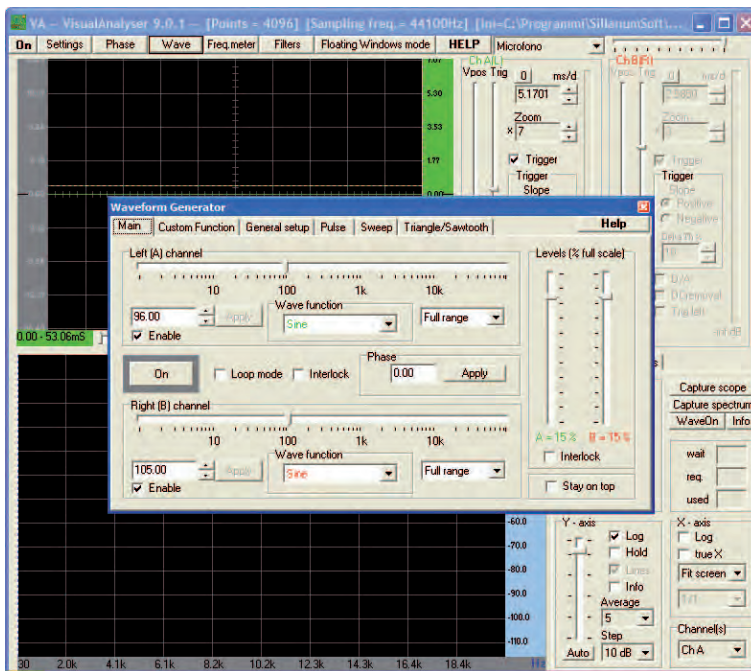 VA - VisualAnalyser 9.0.1 - [Points = 4096] [Sampling freq. = 44100Hz] [Ini=C:\Programmi\SillanumSoft\...
On Settings Phase Wave Freq.meter Filters Floating Windows mode HELP Microfono
7.07
5.30
3.53
1.77
0.00
0.00 - 53.06mS
Ch A(L)
Vpos Trig 0 ms/d
5.1701
Zoom
x 7
Trigger
Trigger
Slope
Ch B(R)
Vpos Trig 0 ms/d
Zoom
Trigger
Trigger
Slope
Positive
Negative
D/A
DCremoval
Waveform Generator
Main Custom Function General setup Pulse Sweep Triangle/Sawtooth Help
Left (A) channel
10 100 1k 10k
96.00 Apply
Wave function
Sine
Full range
Enable
On
Loop mode Interlock
Phase
0.00 Apply
Right (B) channel
10 100 1k 10k
105.00 Apply
Wave function
Sine
Full range
Enable
Levels (% full scale)
A = 15 % B = 15 %
Interlock
Stay on top
Capture scope
Capture spectrum
WaveOn Info
wait
req.
used
-60.0
-70.0
-80.0
-90.0
-100.0
-110.0
30 2.0k 4.1k 6.1k 8.2k 10.2k 12.3k 14.3k 16.4k 18.4k Hz
Y - axis
Log
Hold
Lines
Info
Average
5
Step
Auto 10 dB
X - axis
Log
true X
Fit screen
1/1
Channel(s)
Ch A